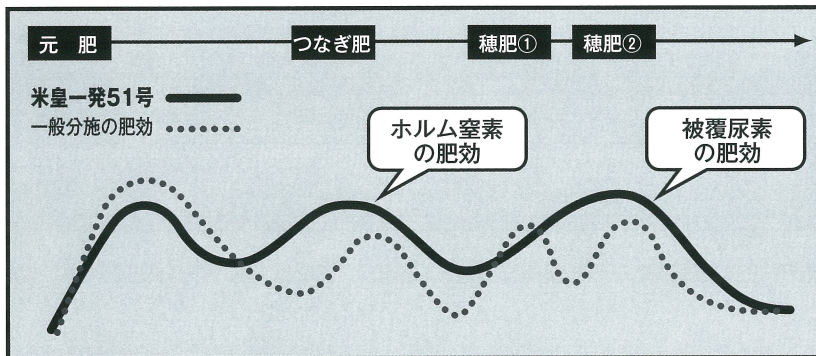 元 肥
つなぎ肥
穂肥①
穂肥②
米皇一発51号
一般分施の肥効
ホルム窒素
の肥効
被覆尿素
の肥効